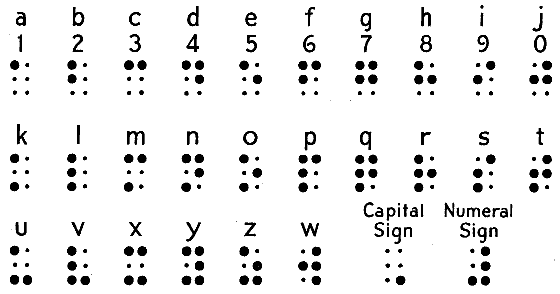 a b c d e f g h i j
1 2 3 4 5 6 7 8 9 0
k l m n o p q r s t
u v x y z w Capital Sign Numeral Sign